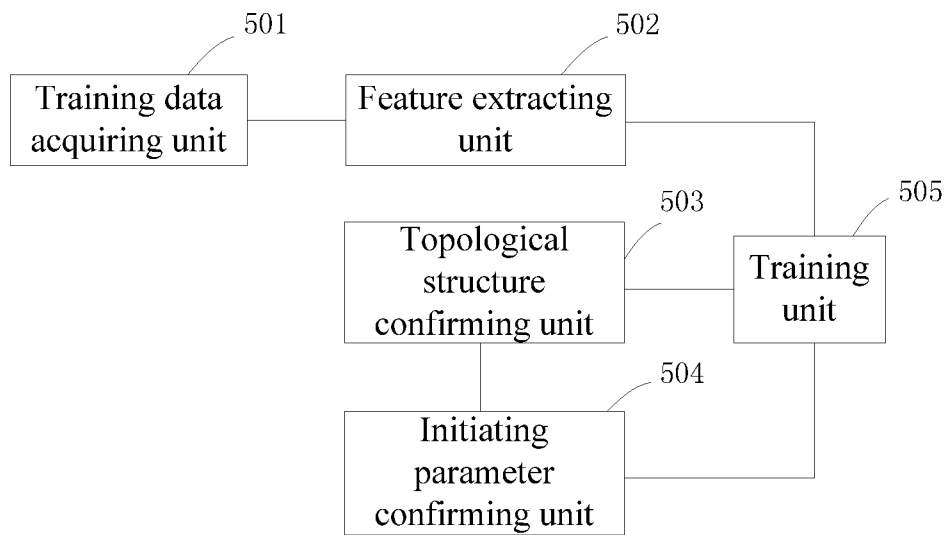 501
502
Training data
acquiring unit
Feature extracting
unit
503
505
Topological
structure
confirming unit
Training
unit
504
Initiating
parameter
confirming unit